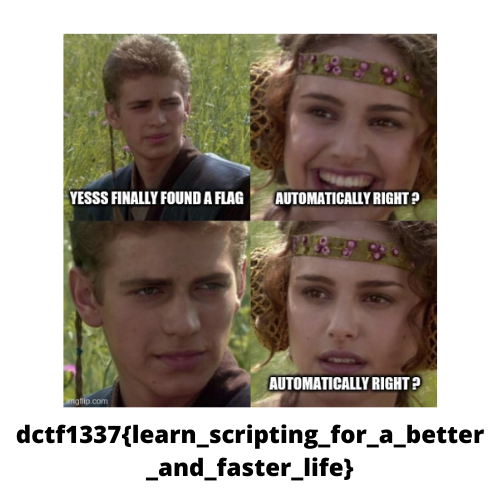 YESSS FINALLY FOUND A FLAG
AUTOMATICALLY RIGHT ?
AUTOMATICALLY RIGHT ?
imgflip.com
dctf1337{learn_scripting_for_a_better
_and_faster_life}